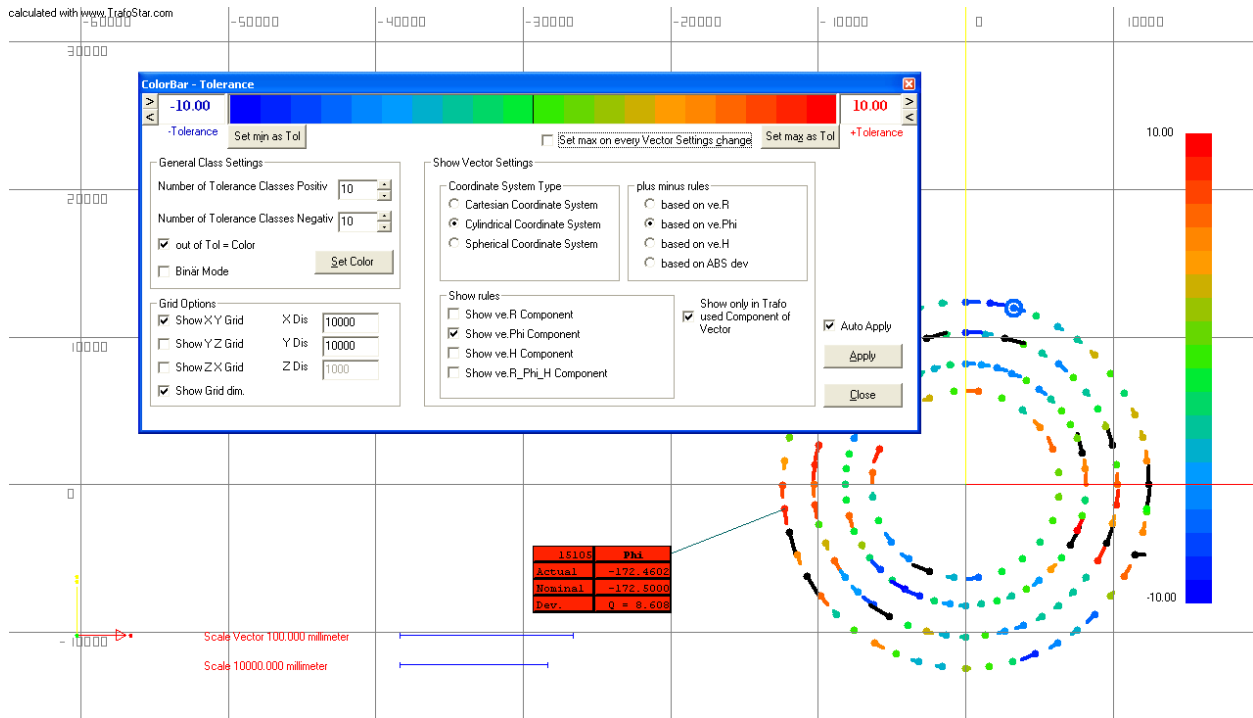 calculated with www.TrafoStar.com
-60000 -50000 -40000 -30000 -20000 -10000 0 10000
30000
20000
10000
0
-10000
ColorBar - Tolerance
> < -10.00 10.00 > <
-Tolerance Set min as Tol Set max on every Vector Settings change Set max as Tol +Tolerance
General Class Settings
Number of Tolerance Classes Positiv 10
Number of Tolerance Classes Negativ 10
out of Tol = Color
Set Color
Binär Mode
Grid Options
Show X Y Grid X Dis 10000
Show Y Z Grid Y Dis 10000
Show Z X Grid Z Dis 1000
Show Grid dim.
Show Vector Settings
Coordinate System Type
Cartesian Coordinate System
Cylindrical Coordinate System
Spherical Coordinate System
plus minus rules
based on ve.R
based on ve.Phi
based on ve.H
based on ABS dev
Show rules
Show ve.R Component
Show ve.Phi Component
Show ve.H Component
Show ve.R_Phi_H Component
Show only in Trafo
used Component of
Vector
Auto Apply
Apply
Close
10.00
-10.00
1S105 Phi
Actual -172.4602
Nominal -172.5000
Dev. Q = 8.608
Scale Vector 100.000 millimeter
Scale 10000.000 millimeter